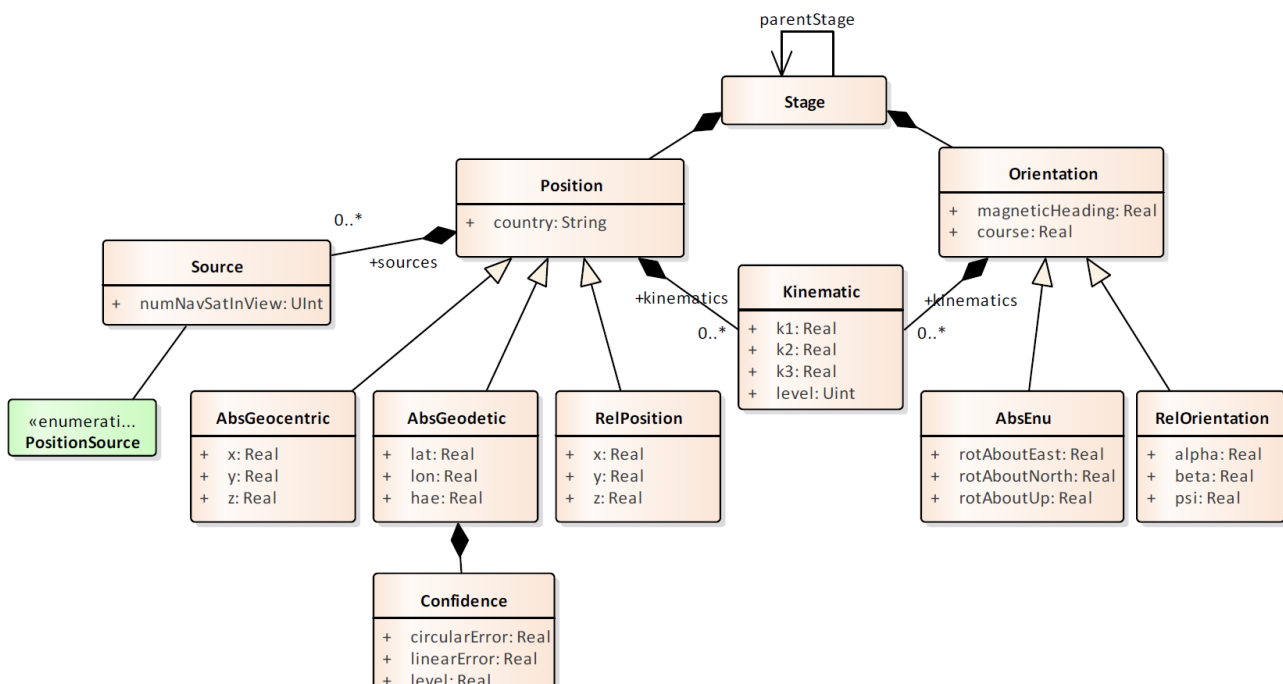 parentStage
Stage
Position
+ country: String
Orientation
+ magneticHeading: Real
+ course: Real
0..*
+sources
Source
+ numNavSatInView: UInt
+kinematics
0..*
Kinematic
+ k1: Real
+ k2: Real
+ k3: Real
+ level: Uint
+kinematics
0..*
«enumerati...
PositionSource
AbsGeocentric
+ x: Real
+ y: Real
+ z: Real
AbsGeodetic
+ lat: Real
+ lon: Real
+ hae: Real
RelPosition
+ x: Real
+ y: Real
+ z: Real
AbsEnu
+ rotAboutEast: Real
+ rotAboutNorth: Real
+ rotAboutUp: Real
RelOrientation
+ alpha: Real
+ beta: Real
+ psi: Real
Confidence
+ circularError: Real
+ linearError: Real
+ level: Real